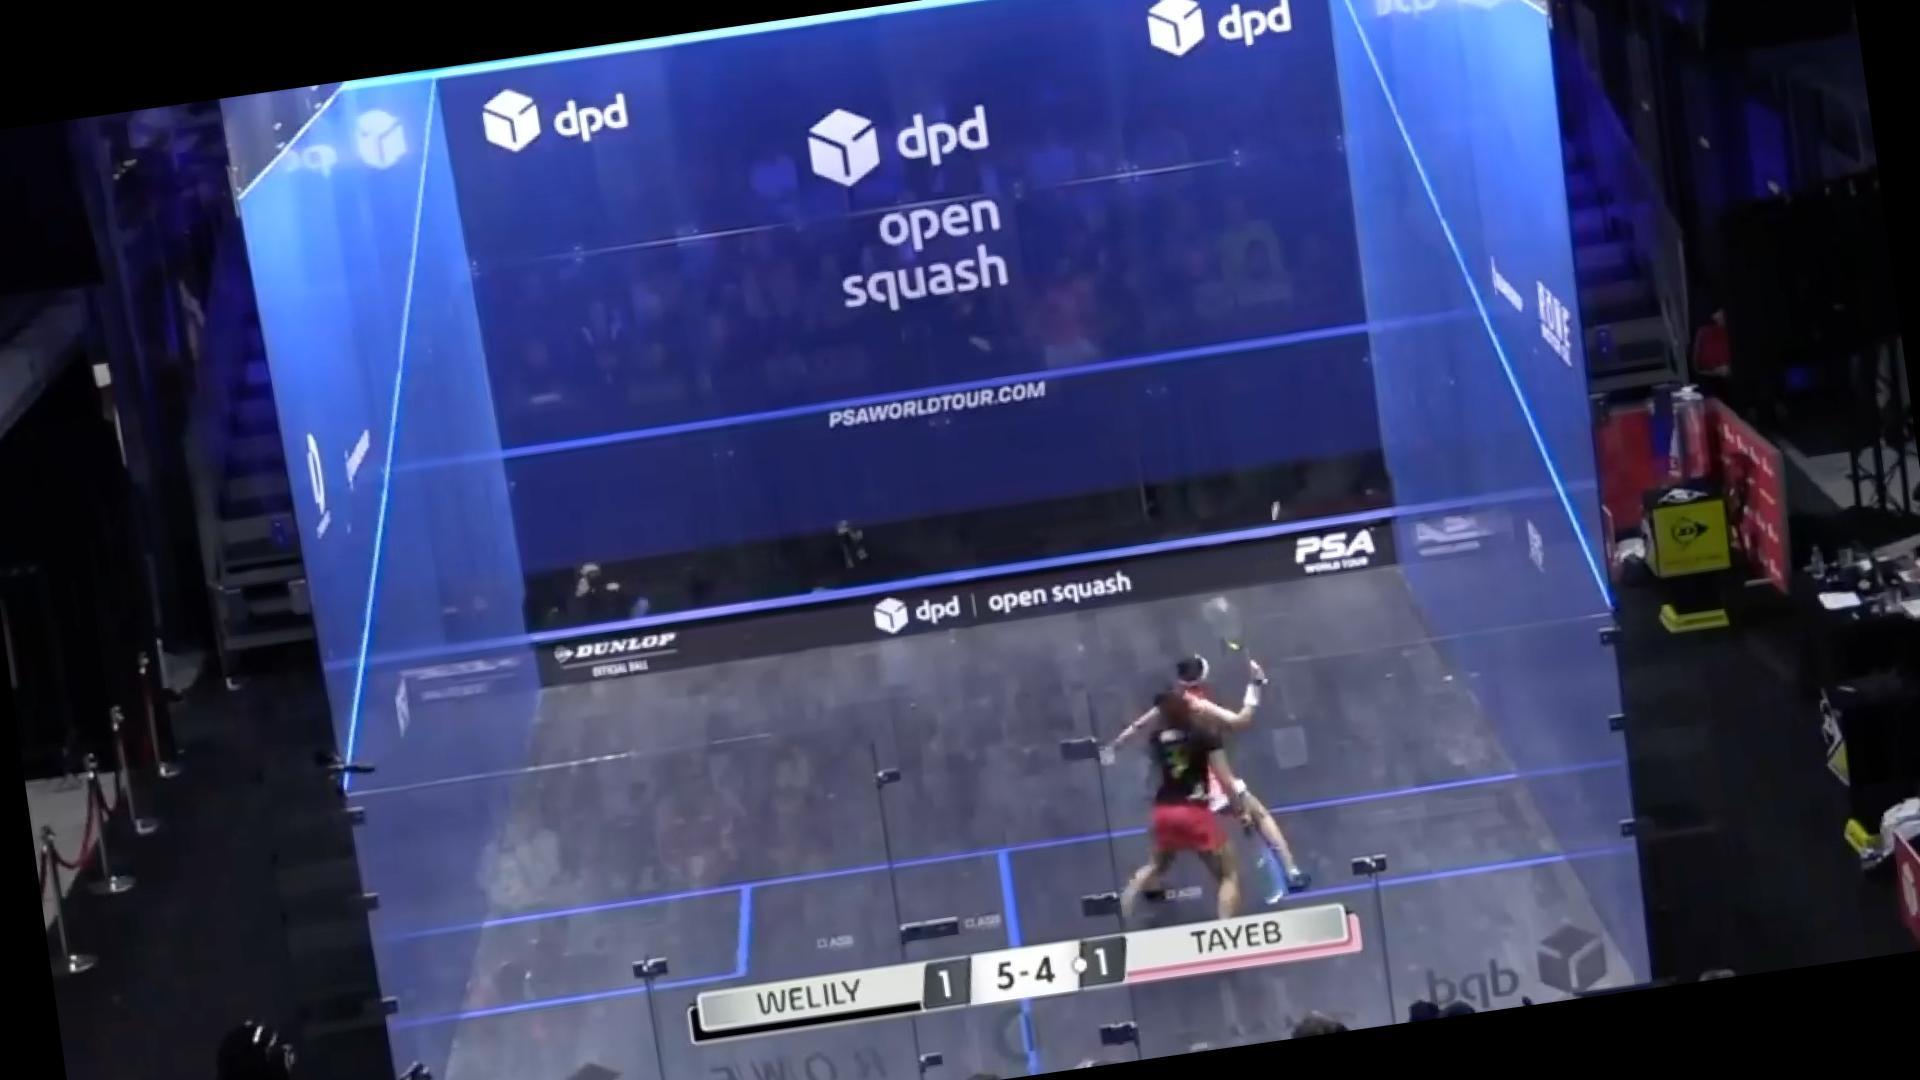 dpd
dpd
dpd
open
squash
PSAWORLDTOUR.COM
PSA
WORLD TOUR
dpd | open squash
DUNLOP
OFFICIAL BALL
WELILY 1 5-4 1 TAYEB
dpd